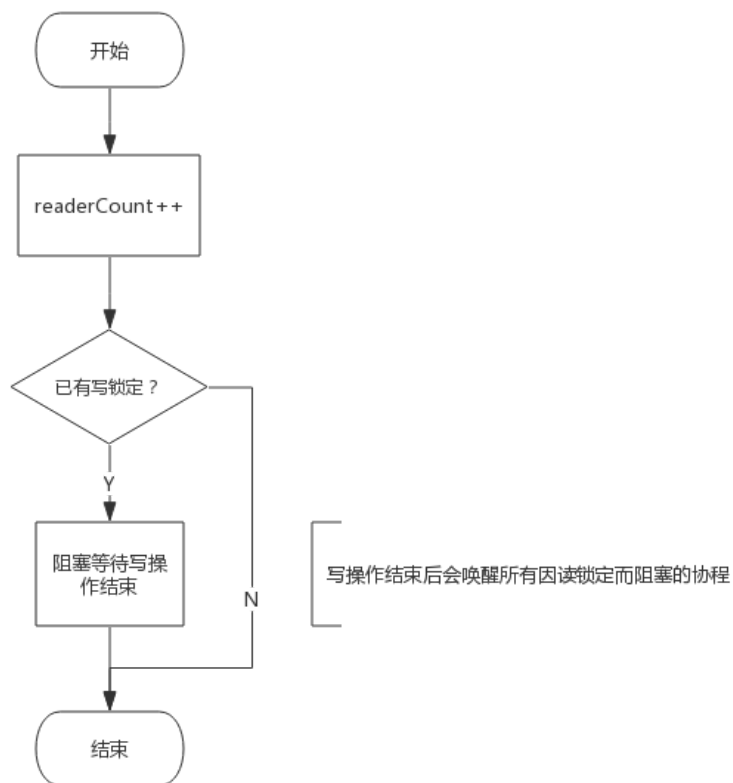 开始
readerCount++
已有写锁定？
Y
阻塞等待写操
作结束
写操作结束后会唤醒所有因读锁定而阻塞的协程
N
结束